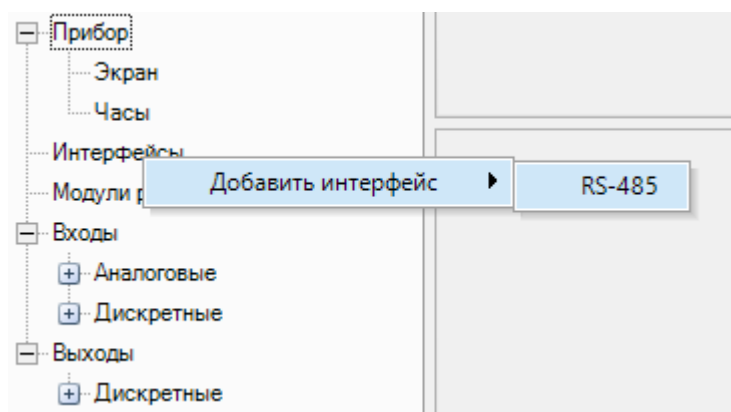 Прибор
Экран
Часы
Интерфейсы
Добавить интерфейс
RS-485
Модули
Входы
Аналоговые
Дискретные
Выходы
Дискретные